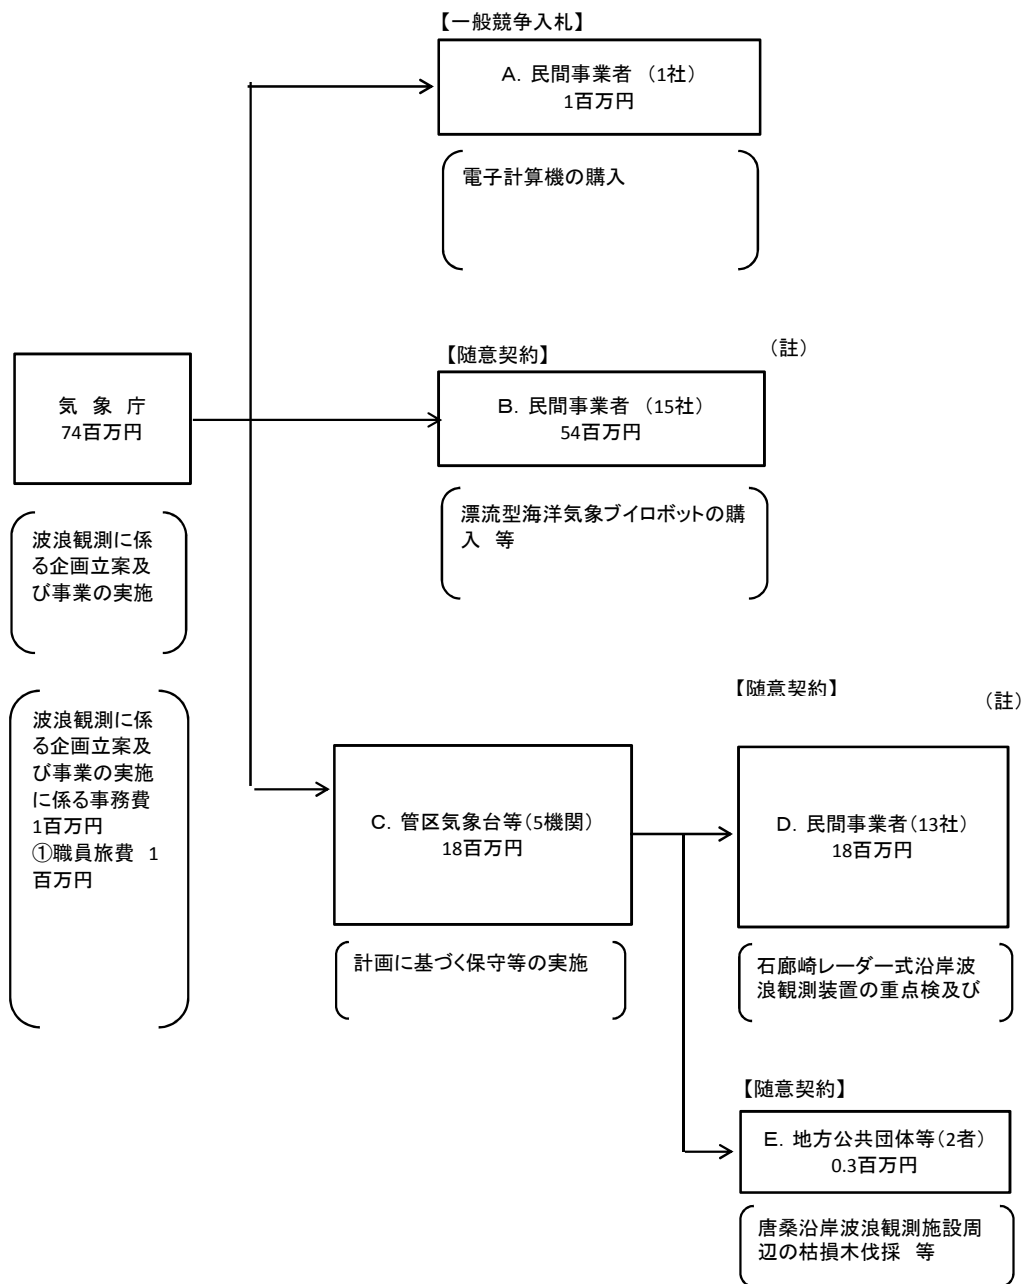 【一般競争入札】
A．民間事業者 （1社）
1百万円
電子計算機の購入
【随意契約】
（註）
B．民間事業者 （15社）
54百万円
漂流型海洋気象ブイロボットの購
入 等
気 象 庁
74百万円
波浪観測に係
る企画立案及
び事業の実施
波浪観測に係
る企画立案及
び事業の実施
に係る事務費
1百万円
①職員旅費 1
百万円
C．管区気象台等（5機関）
18百万円
計画に基づく保守等の実施
【随意契約】
（註）
D．民間事業者（13社）
18百万円
石廊崎レーダー式沿岸波
浪観測装置の重点検及び
【随意契約】
E．地方公共団体等（2者）
0.3百万円
唐桑沿岸波浪観測施設周
辺の枯損木伐採 等